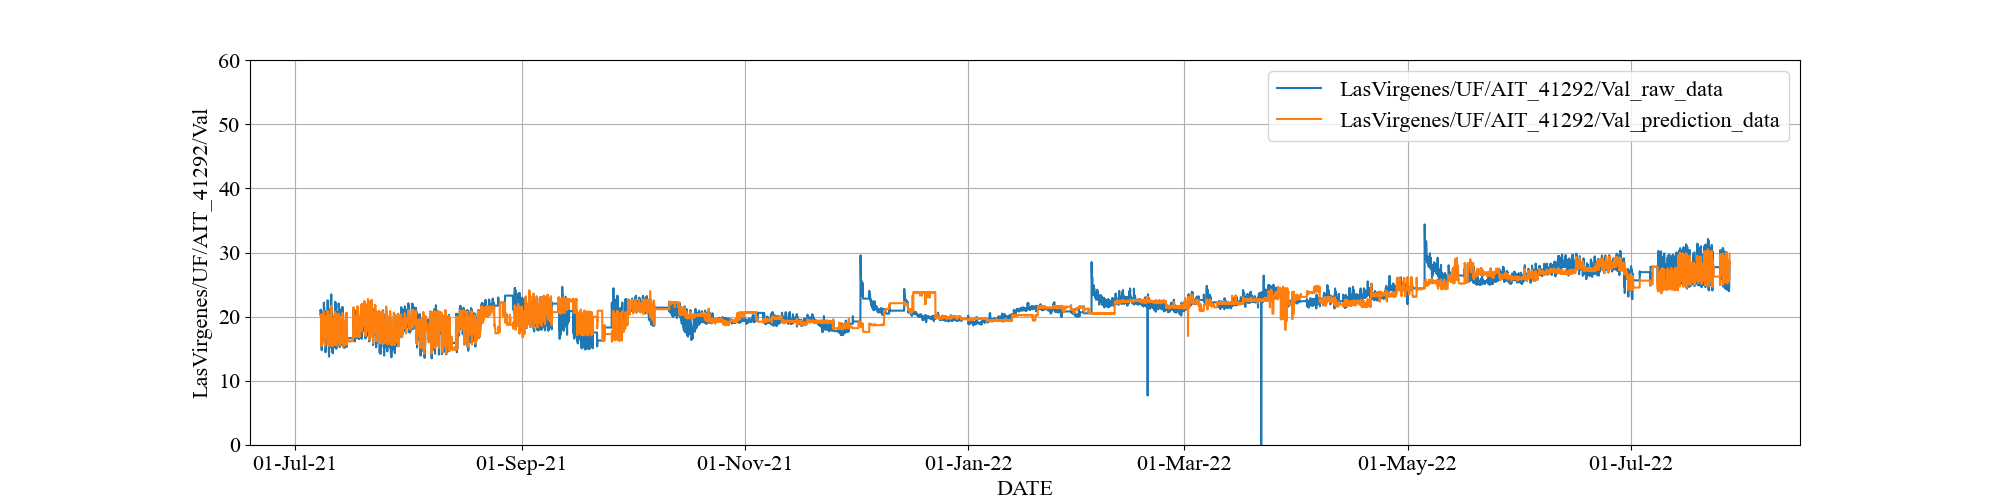 LasVirgenes/UF/AIT_41292/Val
60
50
40
30
20
10
0
LasVirgenes/UF/AIT_41292/Val_raw_data
LasVirgenes/UF/AIT_41292/Val_prediction_data
01-Jul-21
01-Sep-21
01-Nov-21
01-Jan-22
01-Mar-22
01-May-22
01-Jul-22
DATE